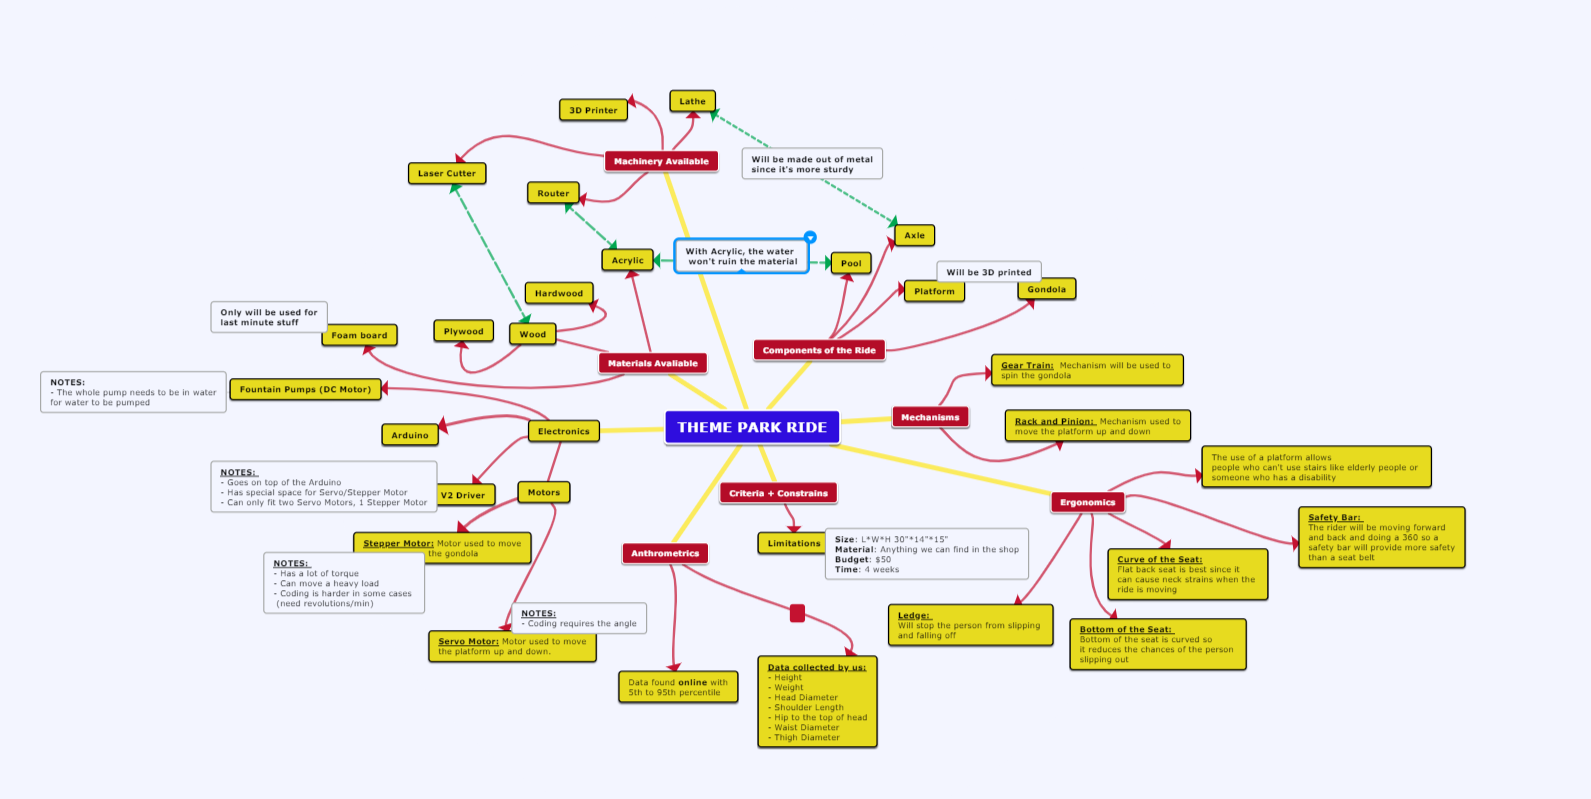 Lathe
3D Printer
Machinery Available
Will be made out of metal
since it's more sturdy
Laser Cutter
Router
Axle
With Acrylic, the water
won't ruin the material
Acrylic
Pool
Will be 3D printed
Hardwood
Platform
Gondola
Only will be used for
last minute stuff
Foam board
Plywood
Wood
Components of the Ride
Materials Avaliable
Gear Train: Mechanism will be used to
spin the gondola
NOTES:
- The whole pump needs to be in water
for water to be pumped
Fountain Pumps (DC Motor)
Mechanisms
Rack and Pinion: Mechanism used to
move the platform up and down
THEME PARK RIDE
Electronics
Arduino
The use of a platform allows
people who can't use stairs like elderly people or
someone who has a disability
NOTES:
- Goes on top of the Arduino
- Has special space for Servo/Stepper Motor
- Can only fit two Servo Motors, 1 Stepper Motor
V2 Driver
Motors
Criteria + Constrains
Ergonomics
Safety Bar:
The rider will be moving forward
and back and doing a 360 so a
safety bar will provide more safety
than a seat belt
Stepper Motor: Motor used to move
the gondola
Limitations
Size: L*W*H 30"*14"*15"
Material: Anything we can find in the shop
Budget: $50
Time: 4 weeks
Anthrometrics
Curve of the Seat:
Flat back seat is best since it
can cause neck strains when the
ride is moving
NOTES:
- Has a lot of torque
- Can move a heavy load
- Coding is harder in some cases
(need revolutions/min)
NOTES:
- Coding requires the angle
Ledge:
Will stop the person from slipping
and falling off
Bottom of the Seat:
Bottom of the seat is curved so
it reduces the chances of the person
slipping out
Servo Motor: Motor used to move
the platform up and down.
Data found online with
5th to 95th percentile
Data collected by us:
- Height
- Weight
- Head Diameter
- Shoulder Length
- Hip to the top of head
- Waist Diameter
- Thigh Diameter